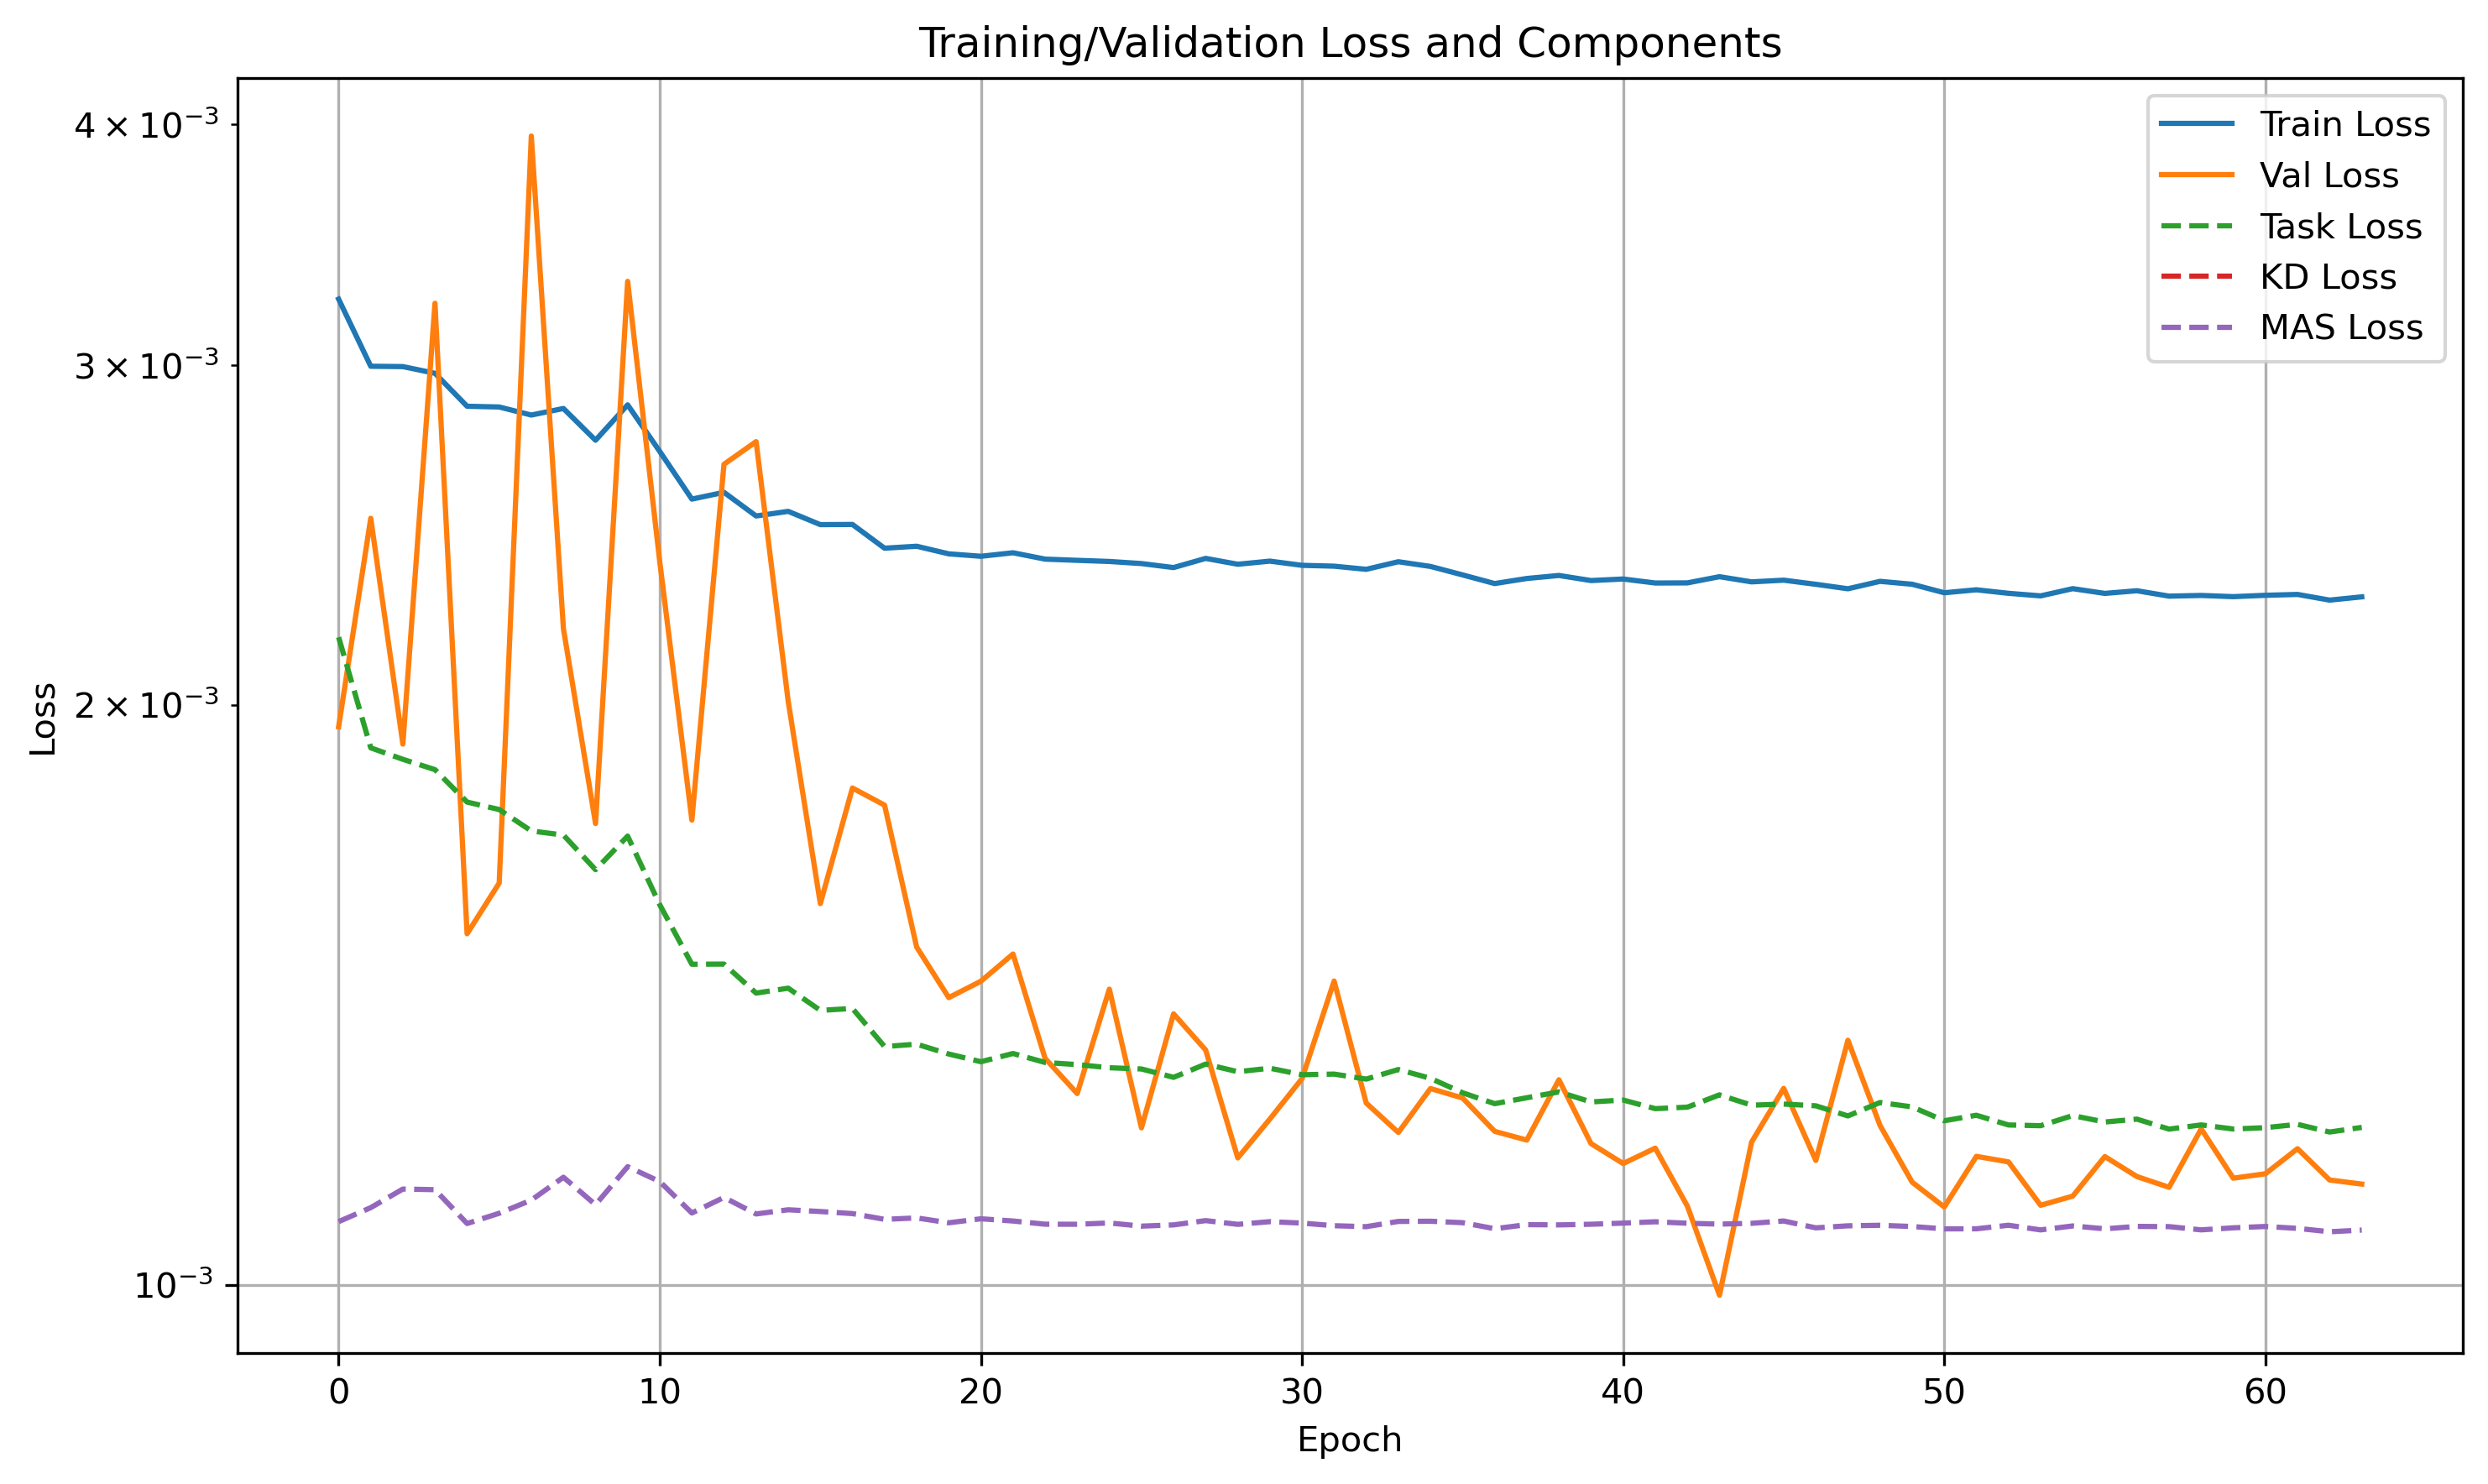 Training/Validation Loss and Components
4 × 10⁻³
3 × 10⁻³
2 × 10⁻³
10⁻³
Loss
0 10 20 30 40 50 60
Epoch
Train Loss
Val Loss
Task Loss
KD Loss
MAS Loss